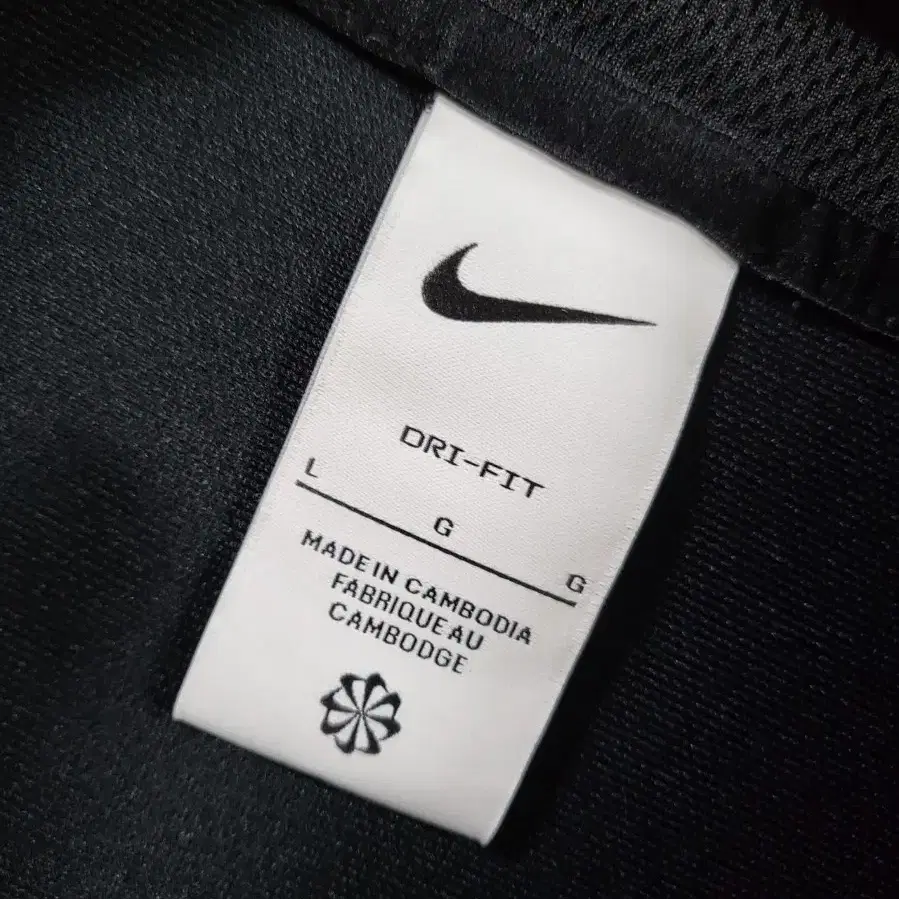 DRI-FIT
L G G
MADE IN CAMBODIA
FABRIQUE AU
CAMBODGE